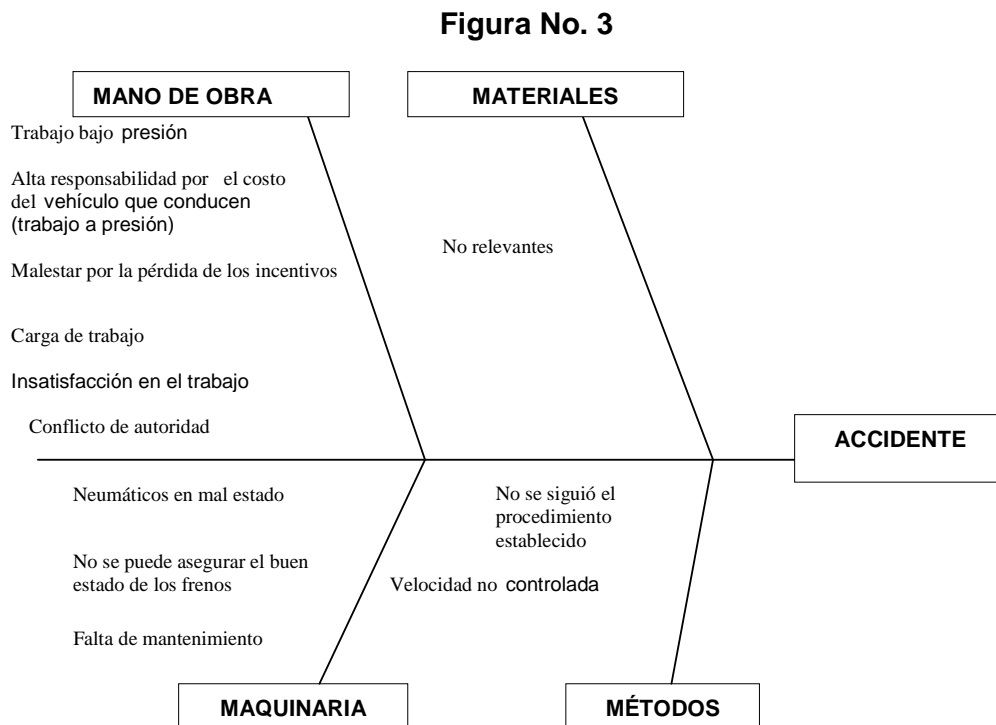 Figura No. 3
MANO DE OBRA
MATERIALES
Trabajo bajo presión
Alta responsabilidad por el costo
del vehículo que conducen
(trabajo a presión)
No relevantes
Malestar por la pérdida de los incentivos
Carga de trabajo
Insatisfacción en el trabajo
Conflicto de autoridad
ACCIDENTE
Neumáticos en mal estado
No se puede asegurar el buen
estado de los frenos
Falta de mantenimiento
No se siguió el
procedimiento
establecido
Velocidad no controlada
MAQUINARIA
MÉTODOS